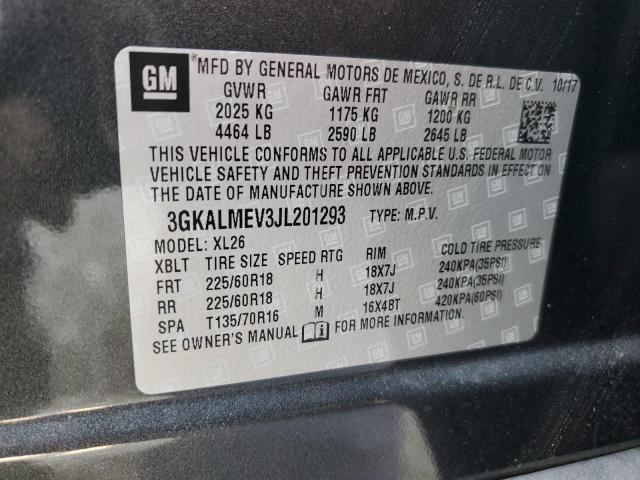 GM
MFD BY GENERAL MOTORS DE MEXICO, S. DE R.L. DE C.V. 10/17
GVWR GAWR FRT GAWR RR
2025 KG 1175 KG 1200 KG
4464 LB 2590 LB 2645 LB
THIS VEHICLE CONFORMS TO ALL APPLICABLE U.S. FEDERAL MOTOR
VEHICLE SAFETY AND THEFT PREVENTION STANDARDS IN EFFECT ON
THE DATE OF MANUFACTURE SHOWN ABOVE.
3GKALMEV3JL201293 TYPE: M.P.V.
MODEL: XL26
XBLT TIRE SIZE SPEED RTG RIM COLD TIRE PRESSURE
FRT 225/60R18 H 18X7J 240KPA(35PSI)
RR 225/60R18 H 18X7J 240KPA(35PSI)
SPA T135/70R16 M 16X4BT 420KPA(60PSI)
SEE OWNER'S MANUAL FOR MORE INFORMATION.